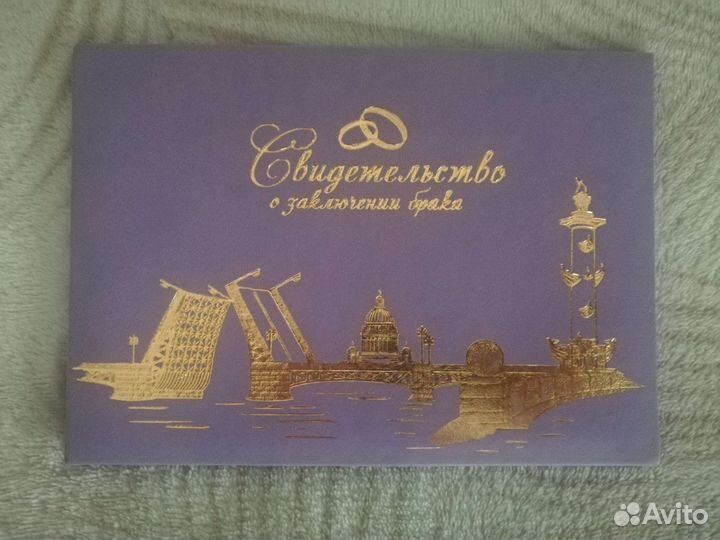 Свидетельство
о заключении брака
Avito